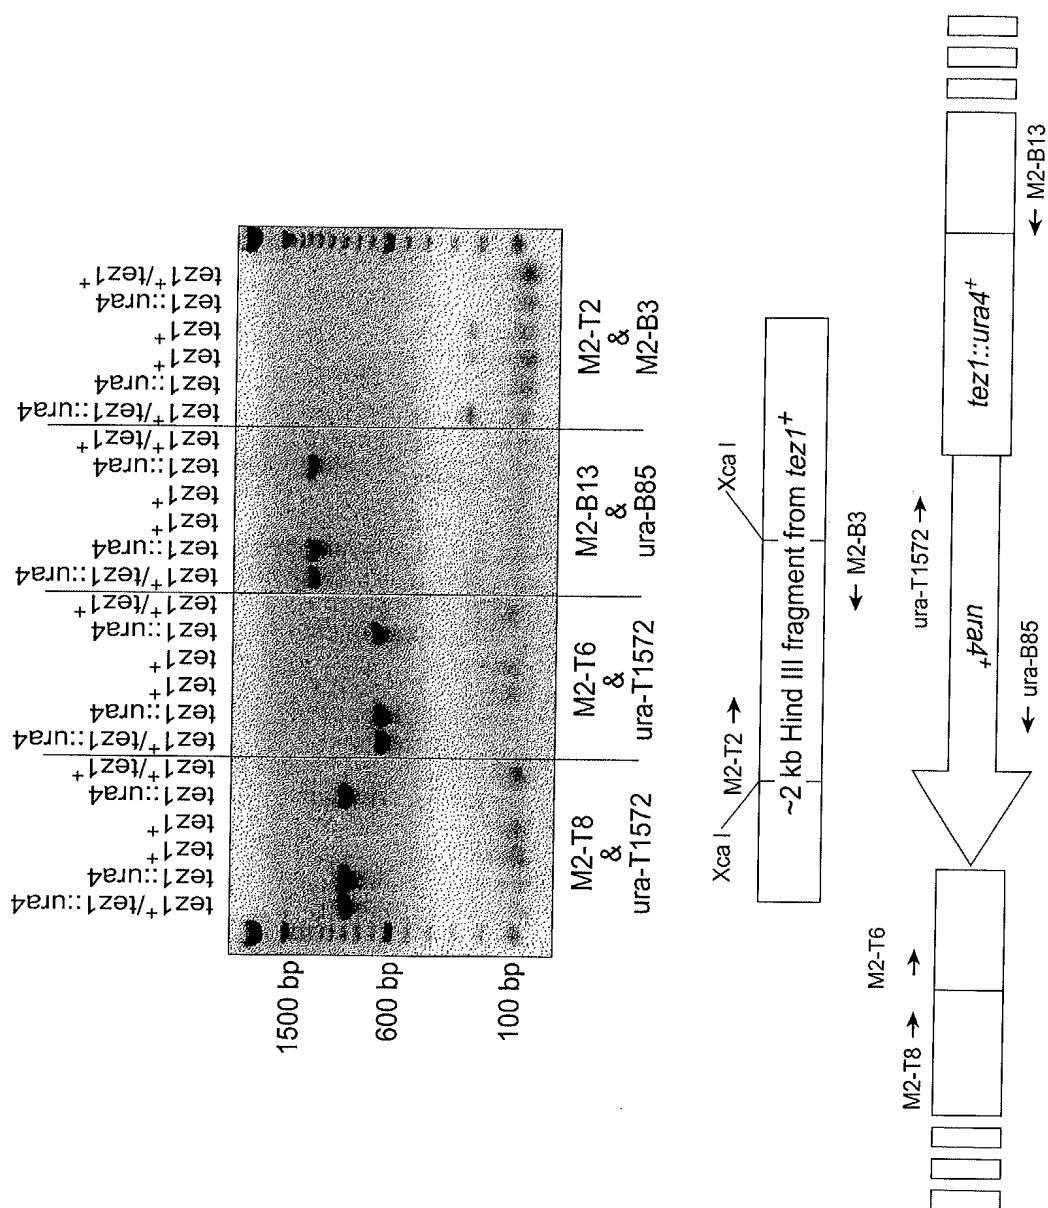 tez1⁺/tez1::ura4
tez1::ura4
tez1⁺
tez1⁺
tez1::ura4
tez1⁺/tez1⁺
tez1⁺/tez1::ura4
tez1::ura4
tez1⁺
tez1⁺
tez1::ura4
tez1⁺/tez1⁺
tez1⁺/tez1::ura4
tez1::ura4
tez1⁺
tez1⁺
tez1::ura4
tez1⁺/tez1⁺
tez1⁺/tez1::ura4
tez1::ura4
tez1⁺
tez1⁺
tez1::ura4
tez1⁺/tez1⁺
1500 bp
600 bp
100 bp
M2-T8
&
ura-T1572
M2-T6
&
ura-T1572
M2-B13
&
ura-B85
M2-T2
&
M2-B3
Xca I
M2-T2
Xca I
~2 kb Hind III fragment from tez1⁺
M2-B3
M2-T8
M2-T6
ura-T1572
ura4⁺
tez1::ura4⁺
ura-B85
M2-B13